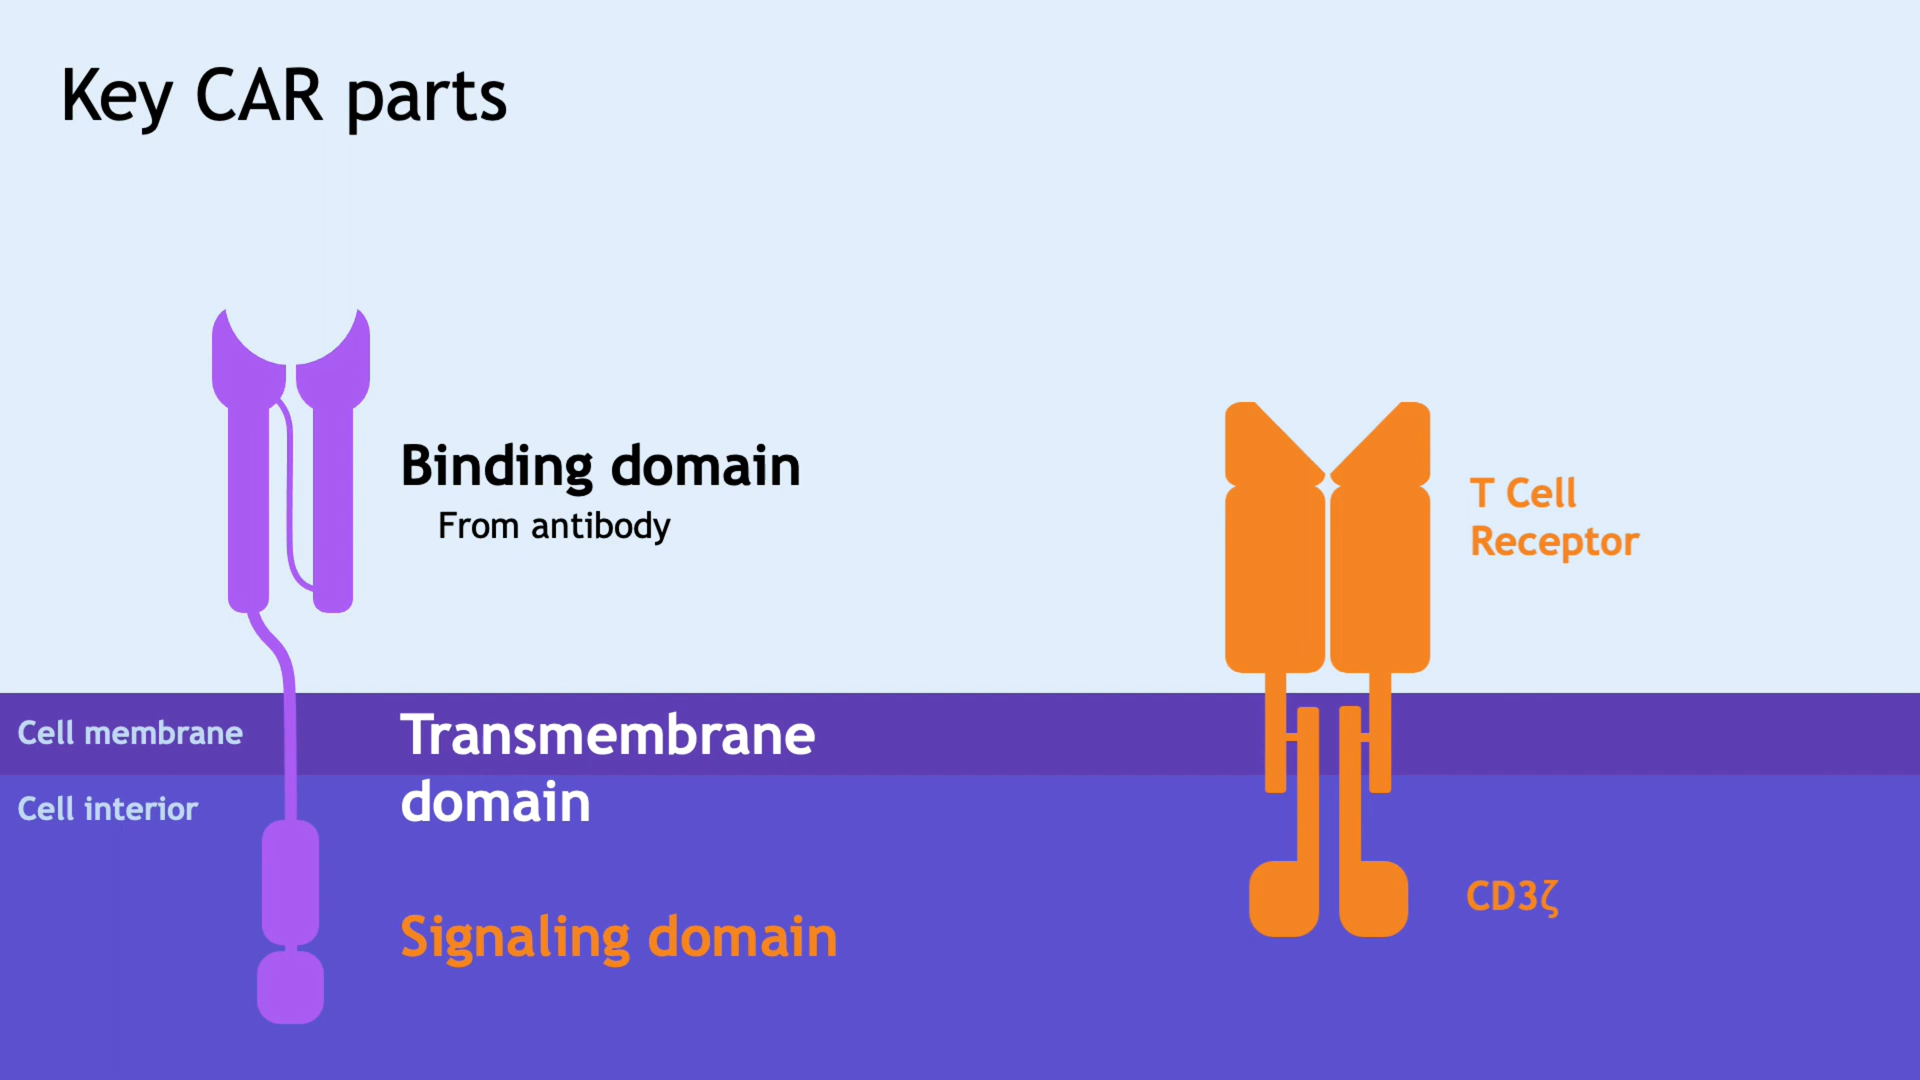 Key CAR parts
Binding domain
From antibody
T Cell
Receptor
Cell membrane
Transmembrane
domain
Cell interior
CD3ζ
Signaling domain